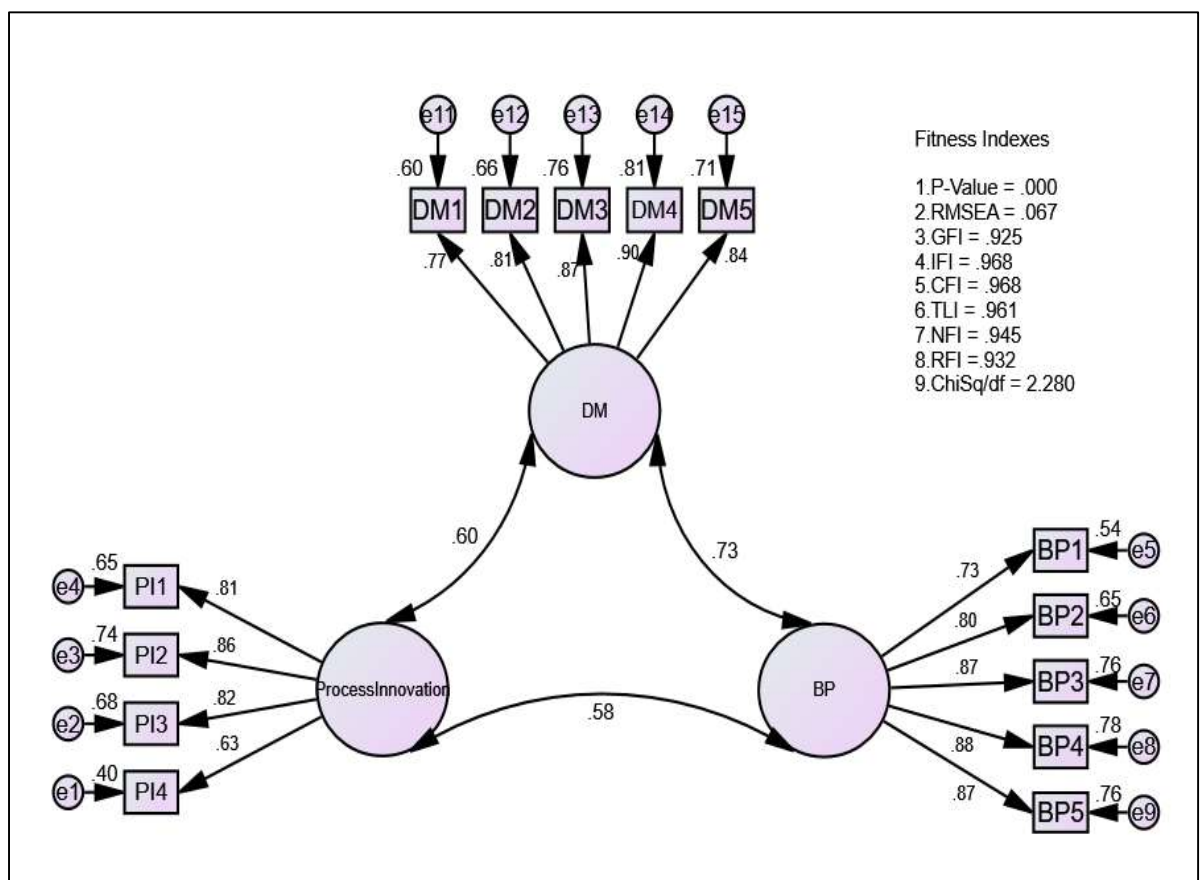 e11 e12 e13 e14 e15
.60 .66 .76 .81 .71
DM1 DM2 DM3 DM4 DM5
.77 .81 .87 .90 .84
Fitness Indexes
1.P-Value = .000
2.RMSEA = .067
3.GFI = .925
4.IFI = .968
5.CFI = .968
6.TLI = .961
7.NFI = .945
8.RFI =.932
9.ChiSq/df = 2.280
DM
.60
.73
.58
e4 .65 PI1 .81
e3 .74 PI2 .86
e2 .68 PI3 .82
e1 .40 PI4 .63
ProcessInnovation
BP
.73 BP1 .54 e5
.80 BP2 .65 e6
.87 BP3 .76 e7
.88 BP4 .78 e8
.87 BP5 .76 e9